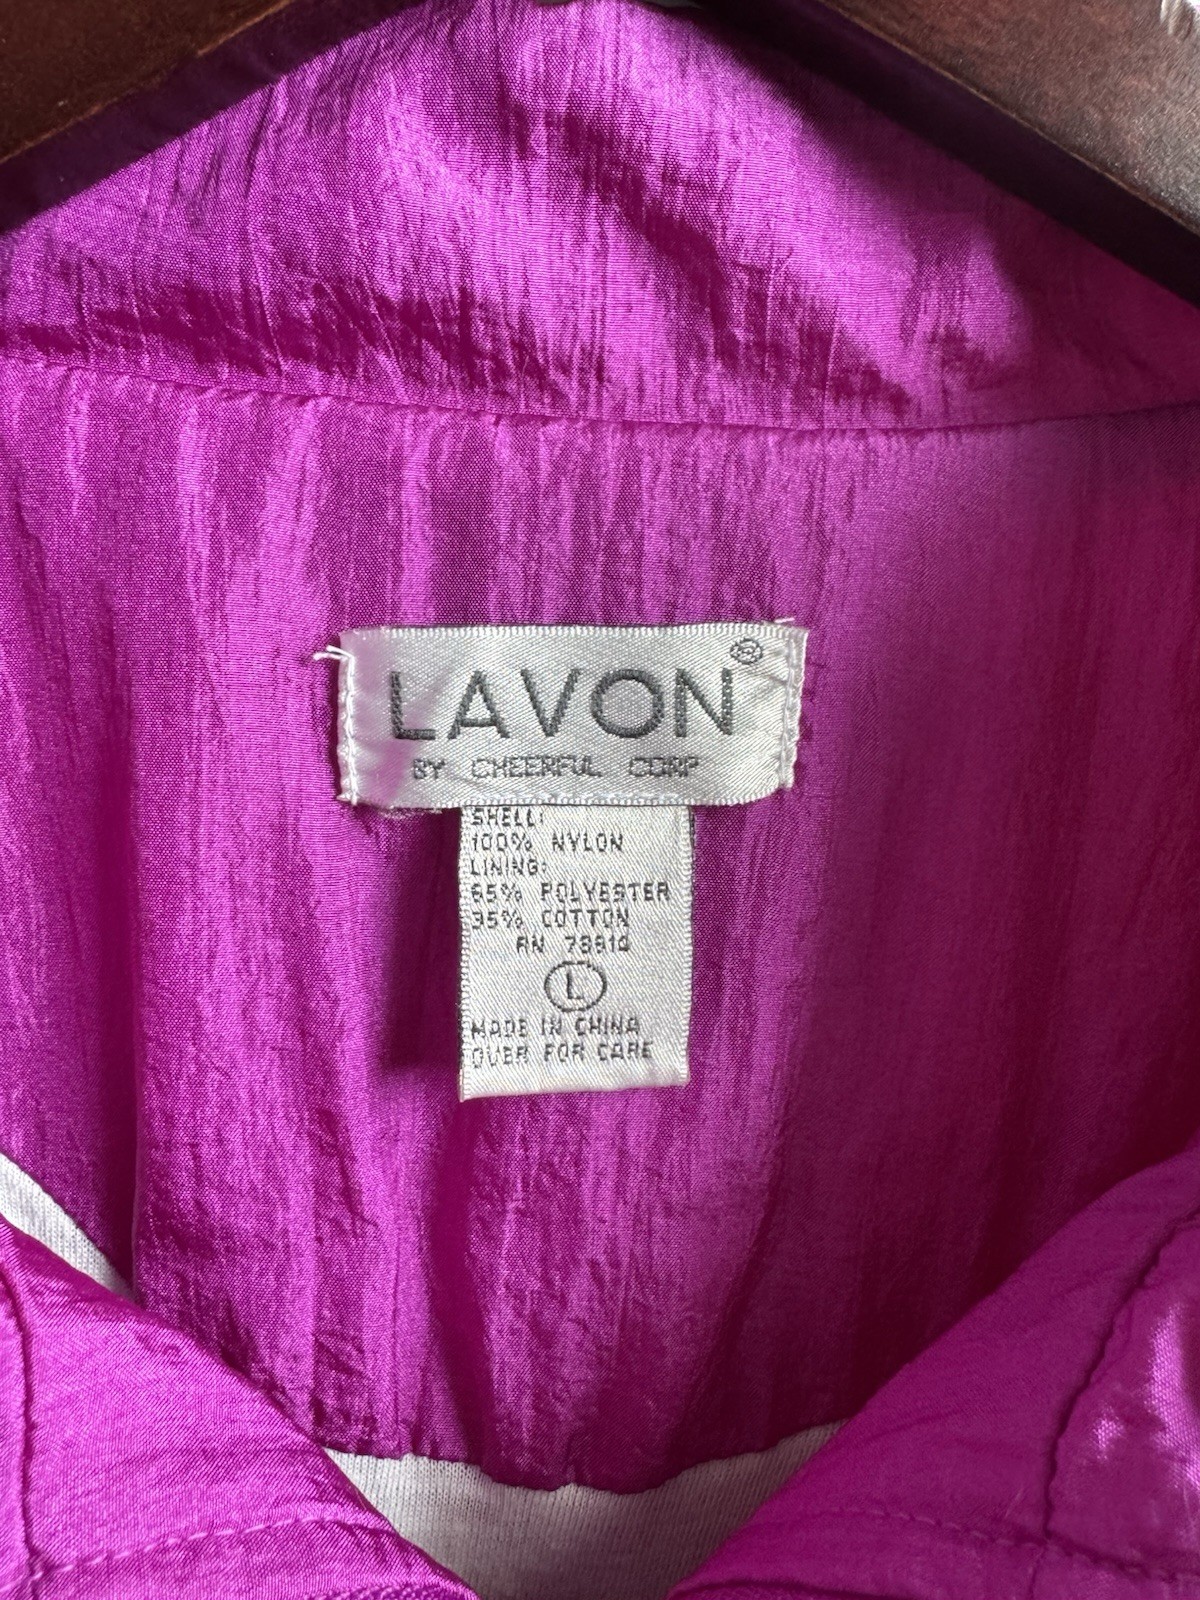 LAVON®
BY CHEERFUL CORP
SHELL:
100% NYLON
LINING:
65% POLYESTER
35% COTTON
RN
L
MADE IN CHINA
OVER FOR CARE